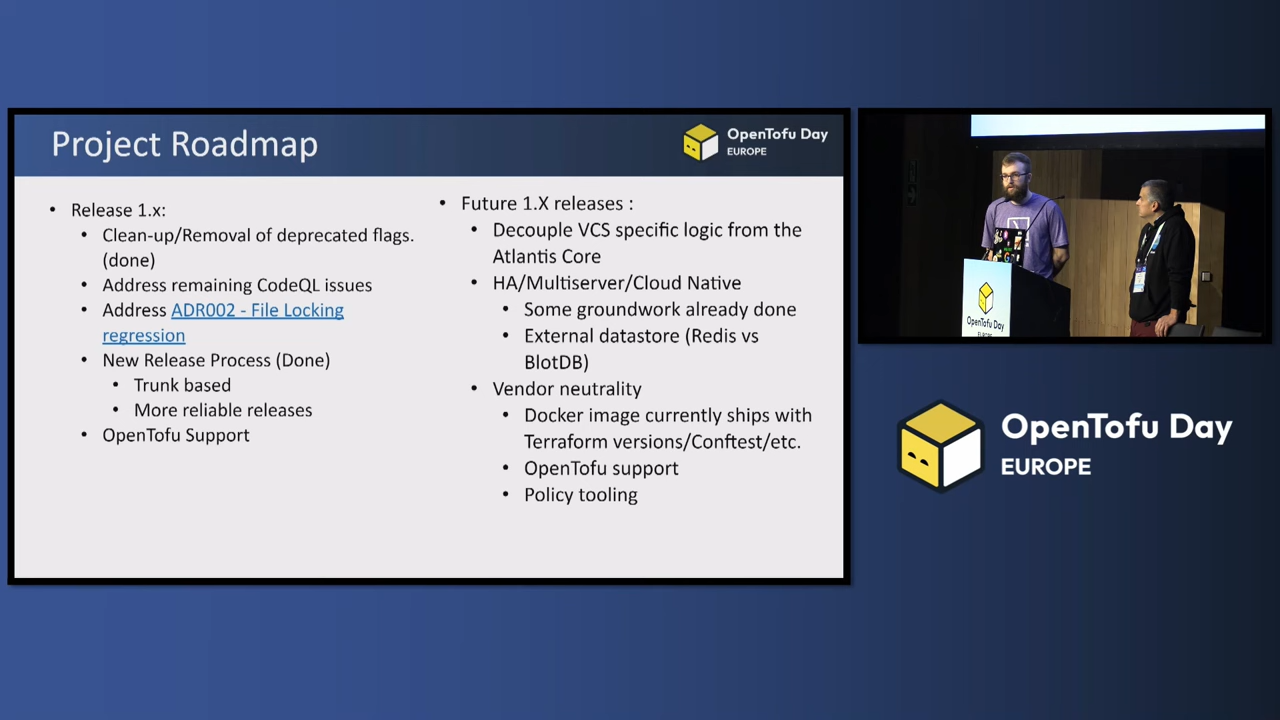 Project Roadmap
OpenTofu Day
EUROPE
• Release 1.x:
• Clean-up/Removal of deprecated flags.
(done)
• Address remaining CodeQL issues
• Address ADR002 - File Locking
regression
• New Release Process (Done)
• Trunk based
• More reliable releases
• OpenTofu Support
• Future 1.X releases :
• Decouple VCS specific logic from the
Atlantis Core
• HA/Multiserver/Cloud Native
• Some groundwork already done
• External datastore (Redis vs
BlotDB)
• Vendor neutrality
• Docker image currently ships with
Terraform versions/Conftest/etc.
• OpenTofu support
• Policy tooling
OpenTofu Day
OpenTofu Day
EUROPE